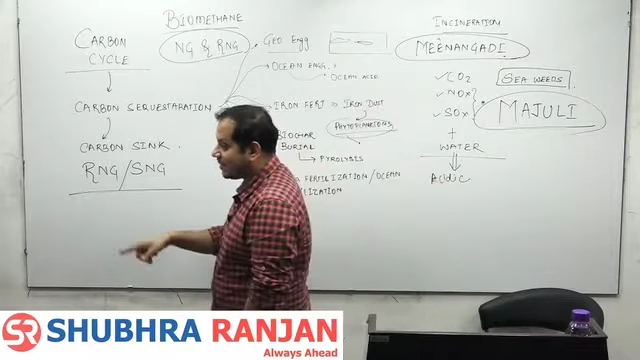 CARBON
CYCLE
CARBON SEQUESTARATION
CARBON SINK.
RNG/SNG
BIOMETHANE
NG & RNG
GEO Engg
OCEAN ENGG.
OCEAN ACID
IRON FERT ⇒ IRON DUST
PHYTOPLANKTONS
BIOCHAR
BURIAL
PYROLYSIS
FERTILIZATION/OCEAN
INCINERATION
MEENANGADI
✓CO2
✓NOx
✓SOx
+
WATER
Acidic
SEA WEEDS
MAJULI
SR SHUBHRA RANJAN
Always Ahead